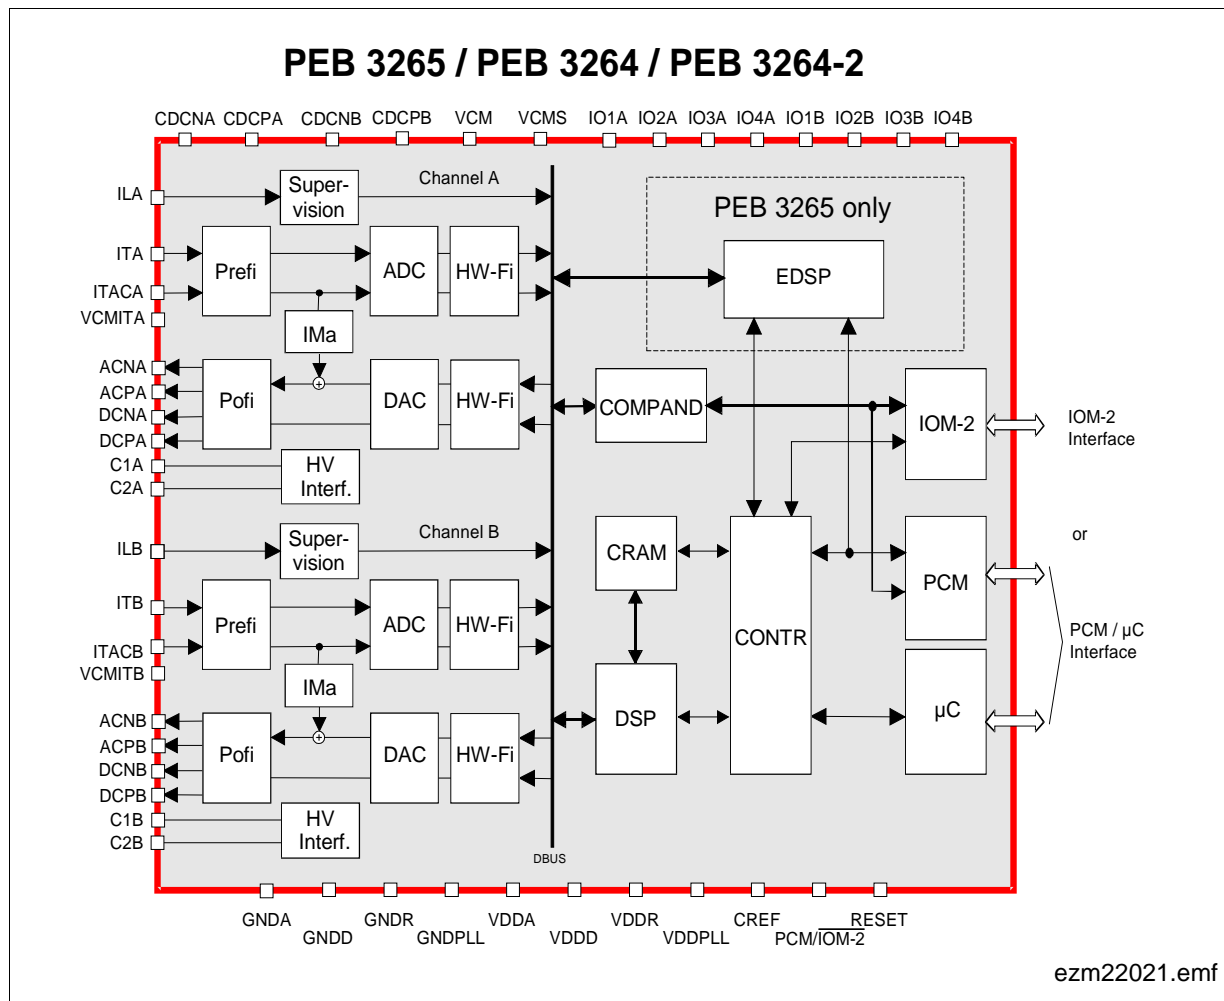 PEB 3265 / PEB 3264 / PEB 3264-2
CDCNA CDCPA CDCNB CDCPB VCM VCMS IO1A IO2A IO3A IO4A IO1B IO2B IO3B IO4B
ILA
Super-
vision
Channel A
PEB 3265 only
ITA
Prefi
ADC
HW-Fi
EDSP
ITACA
VCMITA
IMa
ACNA
ACPA
DCNA
DCPA
Pofi
+
DAC
HW-Fi
COMPAND
IOM-2
IOM-2
Interface
C1A
C2A
HV
Interf.
ILB
Super-
vision
Channel B
CRAM
CONTR
PCM
or
ITB
Prefi
ADC
HW-Fi
ITACB
VCMITB
IMa
PCM / µC
Interface
ACNB
ACPB
DCNB
DCPB
Pofi
+
DAC
HW-Fi
DSP
µC
C1B
C2B
HV
Interf.
DBUS
GNDA GNDD GNDR GNDPLL VDDA VDDD VDDR VDDPLL CREF PCM/IOM-2 RESET
ezm22021.emf